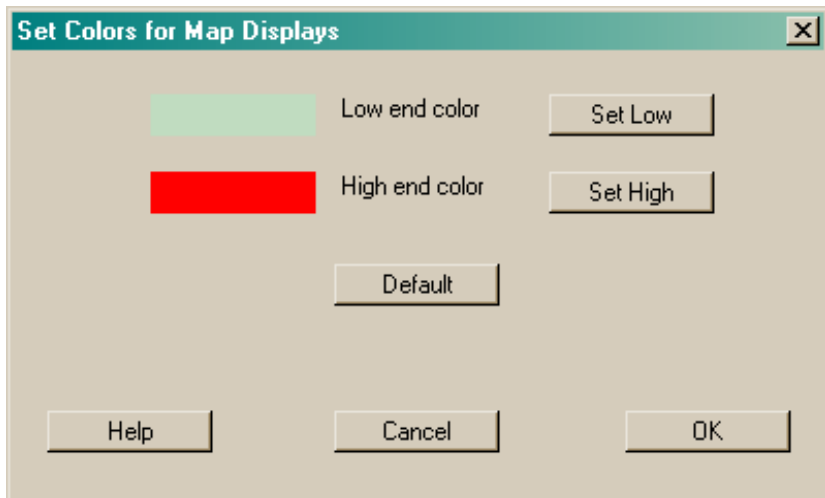 Set Colors for Map Displays
Low end color
Set Low
High end color
Set High
Default
Help
Cancel
OK